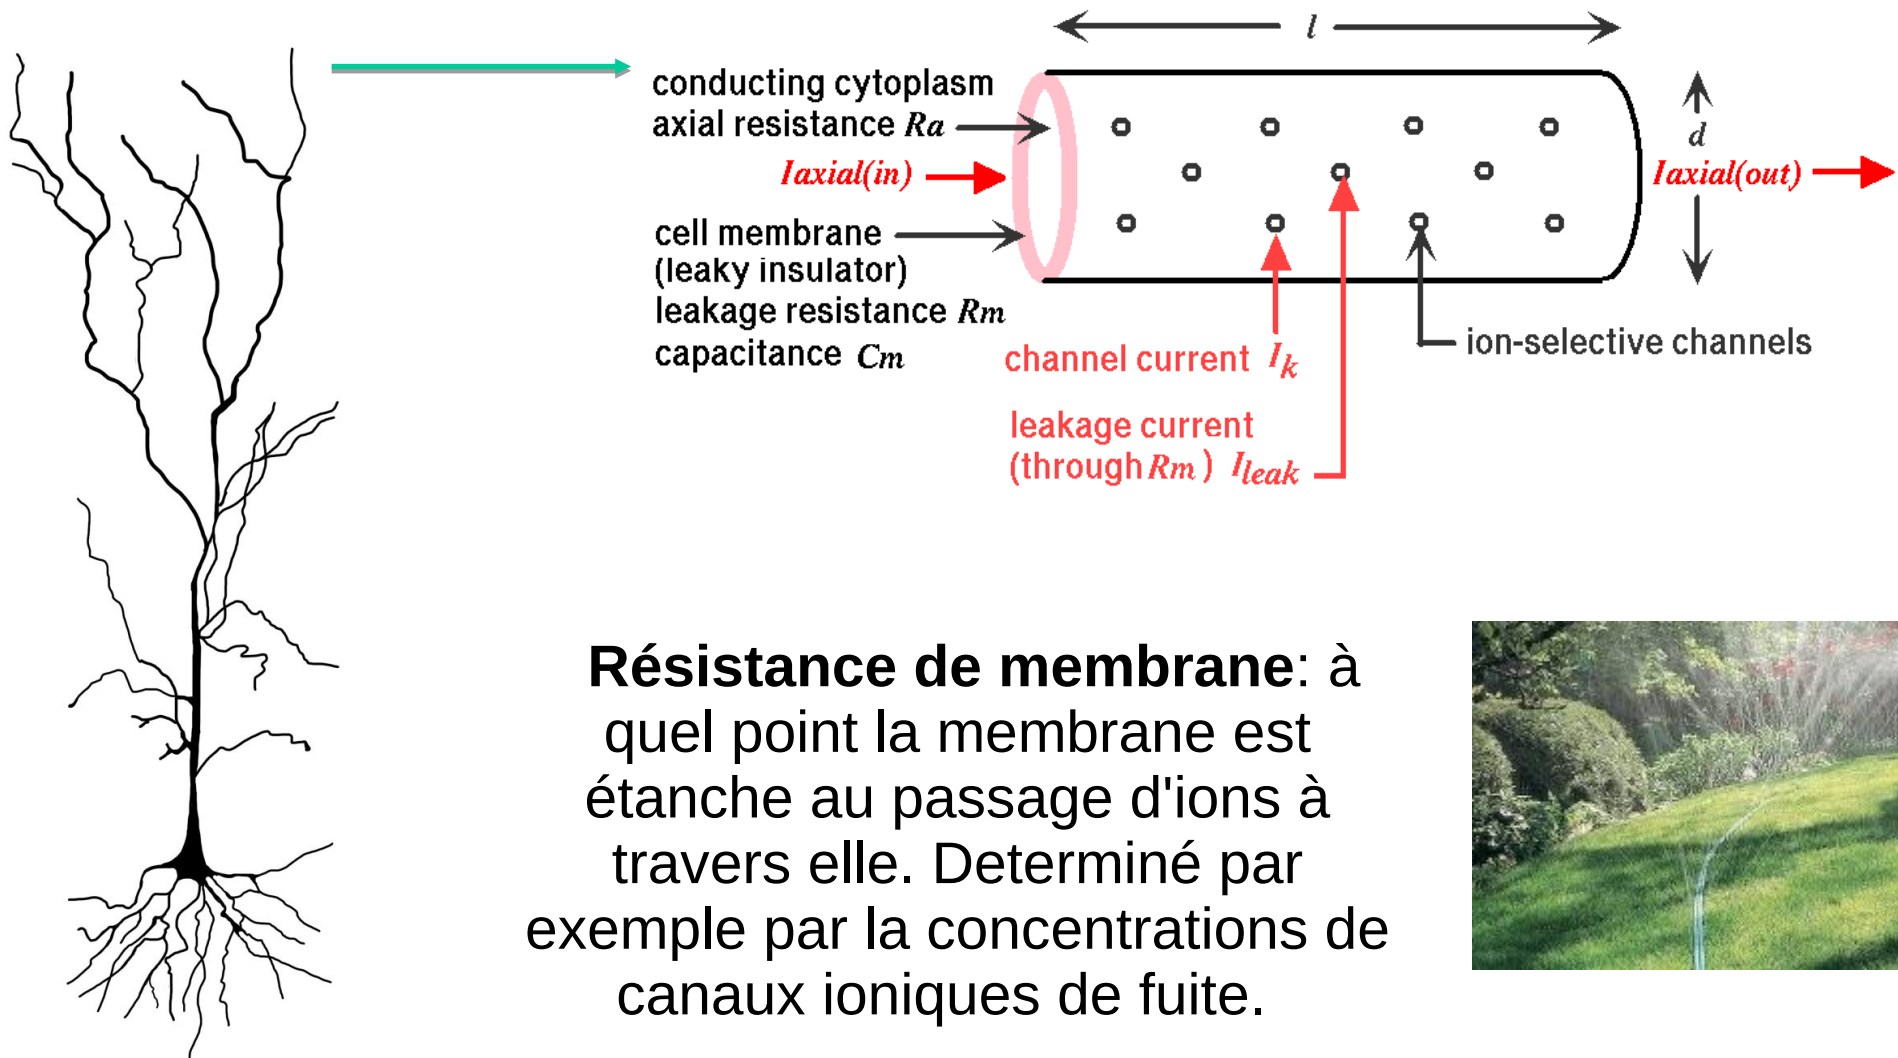 l
conducting cytoplasm
axial resistance Ra
d
Iaxial(in)
Iaxial(out)
cell membrane
(leaky insulator)
leakage resistance Rm
capacitance Cm
channel current Ik
ion-selective channels
leakage current
(through Rm) Ileak
Résistance de membrane: à
quel point la membrane est
étanche au passage d'ions à
travers elle. Determiné par
exemple par la concentrations de
canaux ioniques de fuite.